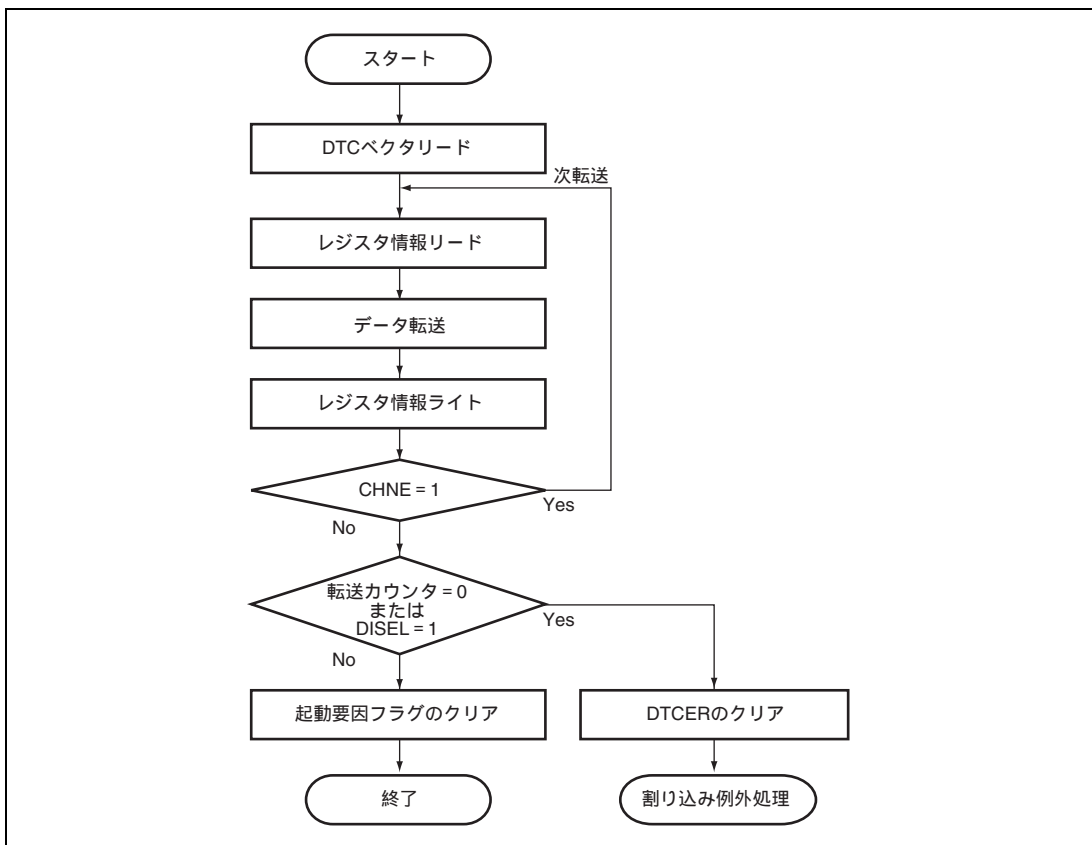 スタート
DTCベクタリード
次転送
レジスタ情報リード
データ転送
レジスタ情報ライト
CHNE = 1
Yes
No
転送カウンタ = 0
または
DISEL = 1
Yes
No
起動要因フラグのクリア
DTCERのクリア
終了
割り込み例外処理